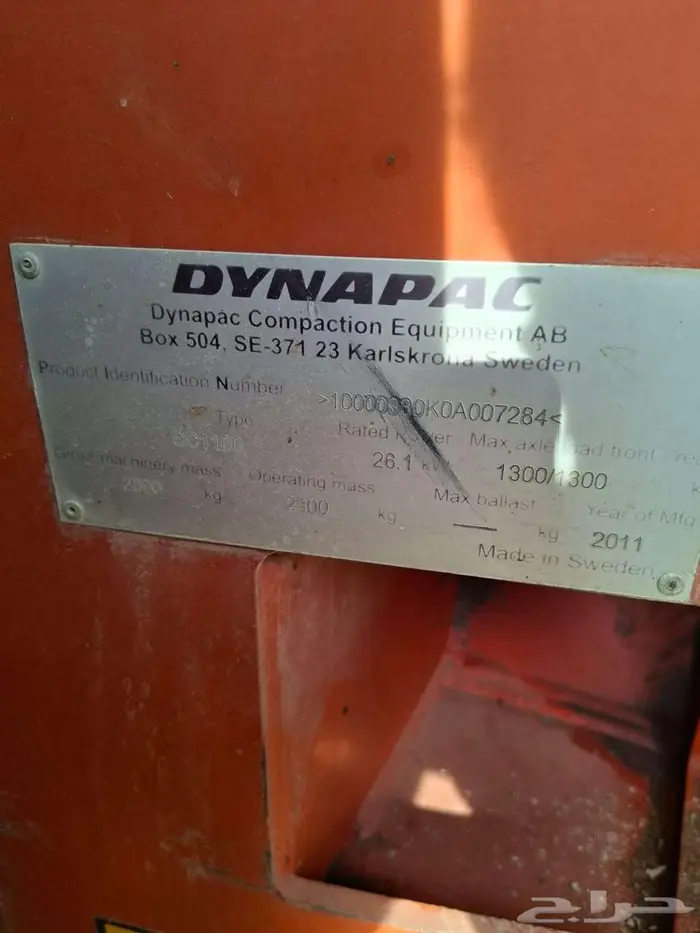 DYNAPAC
Dynapac Compaction Equipment AB
Box 504, SE-371 23 Karlskrona Sweden
Product Identification Number
Type Rated Power Max axle load front
26.1 kW 1300/1300
Gross machinery mass Operating mass Max ballast Year of Mfg
kg kg kg 2011
Made in Sweden
حراج